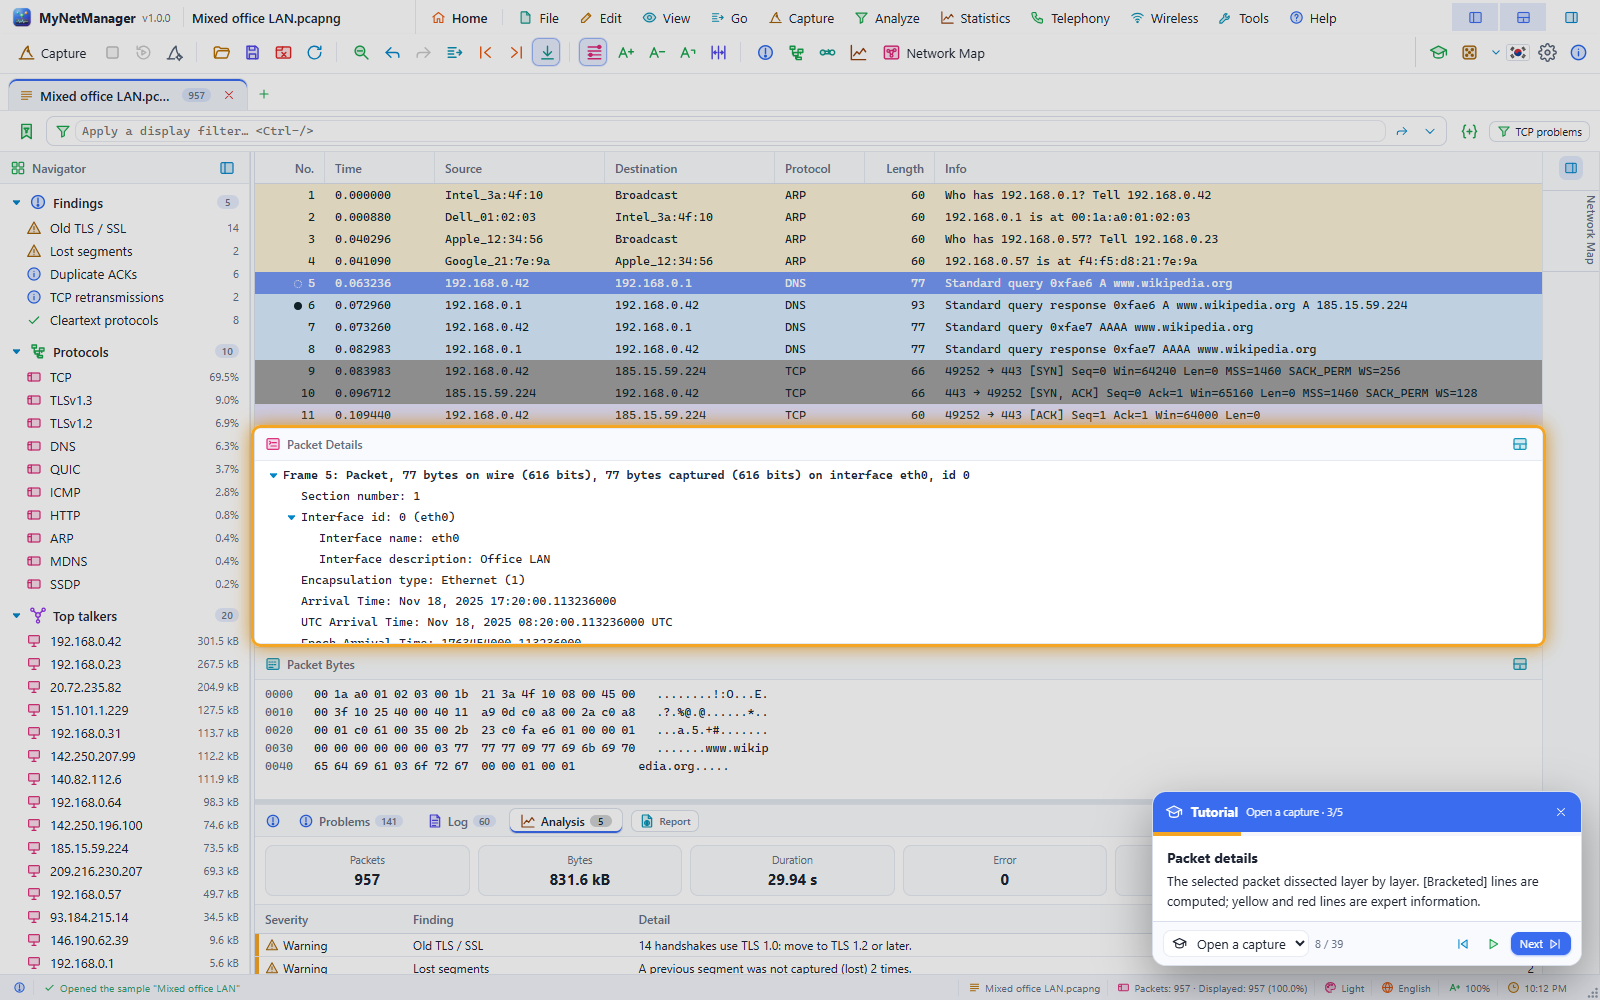 MyNetManager v1.0.0 Mixed office LAN.pcapng Home File Edit View Go Capture Analyze Statistics Telephony Wireless Tools Help
Capture A+ A- Network Map
Mixed office LAN.pc... 957
Apply a display filter… <Ctrl-/> TCP problems
Navigator
Findings 5
Old TLS / SSL 14
Lost segments 2
Duplicate ACKs 6
TCP retransmissions 2
Cleartext protocols 8
Protocols 10
TCP 69.5%
TLSv1.3 9.0%
TLSv1.2 6.9%
DNS 6.3%
QUIC 3.7%
ICMP 2.8%
HTTP 0.8%
ARP 0.4%
MDNS 0.4%
SSDP 0.2%
Top talkers 20
192.168.0.42 301.5 kB
192.168.0.23 267.5 kB
20.72.235.82 204.9 kB
151.101.1.229 127.5 kB
192.168.0.31 113.7 kB
142.250.207.99 112.2 kB
140.82.112.6 111.9 kB
192.168.0.64 98.3 kB
142.250.196.100 74.6 kB
185.15.59.224 73.5 kB
209.216.230.207 69.3 kB
192.168.0.57 49.7 kB
93.184.215.14 34.5 kB
146.190.62.39 9.6 kB
192.168.0.1 5.6 kB
No. Time Source Destination Protocol Length Info
1 0.000000 Intel_3a:4f:10 Broadcast ARP 60 Who has 192.168.0.1? Tell 192.168.0.42
2 0.000880 Dell_01:02:03 Intel_3a:4f:10 ARP 60 192.168.0.1 is at 00:1a:a0:01:02:03
3 0.040296 Apple_12:34:56 Broadcast ARP 60 Who has 192.168.0.57? Tell 192.168.0.23
4 0.041090 Google_21:7e:9a Apple_12:34:56 ARP 60 192.168.0.57 is at f4:f5:d8:21:7e:9a
5 0.063236 192.168.0.42 192.168.0.1 DNS 77 Standard query 0xfae6 A www.wikipedia.org
6 0.072960 192.168.0.1 192.168.0.42 DNS 93 Standard query response 0xfae6 A www.wikipedia.org A 185.15.59.224
7 0.073260 192.168.0.42 192.168.0.1 DNS 77 Standard query 0xfae7 AAAA www.wikipedia.org
8 0.082983 192.168.0.1 192.168.0.42 DNS 77 Standard query response 0xfae7 AAAA www.wikipedia.org
9 0.083983 192.168.0.42 185.15.59.224 TCP 66 49252 → 443 [SYN] Seq=0 Win=64240 Len=0 MSS=1460 SACK_PERM WS=256
10 0.096712 185.15.59.224 192.168.0.42 TCP 66 443 → 49252 [SYN, ACK] Seq=0 Ack=1 Win=65160 Len=0 MSS=1460 SACK_PERM WS=128
11 0.109440 192.168.0.42 185.15.59.224 TCP 60 49252 → 443 [ACK] Seq=1 Ack=1 Win=64000 Len=0
Network Map
Packet Details
Frame 5: Packet, 77 bytes on wire (616 bits), 77 bytes captured (616 bits) on interface eth0, id 0
Section number: 1
Interface id: 0 (eth0)
Interface name: eth0
Interface description: Office LAN
Encapsulation type: Ethernet (1)
Arrival Time: Nov 18, 2025 17:20:00.113236000
UTC Arrival Time: Nov 18, 2025 08:20:00.113236000 UTC
Epoch Arrival Time: 1763454000.113236000
Packet Bytes
0000 00 1a a0 01 02 03 00 1b 21 3a 4f 10 08 00 45 00 ........!:O...E.
0010 00 3f 10 25 40 00 40 11 a9 0d c0 a8 00 2a c0 a8 .?.%@.@......*..
0020 00 01 c0 61 00 35 00 2b 23 c0 fa e6 01 00 00 01 ...a.5.+#.......
0030 00 00 00 00 00 00 03 77 77 77 09 77 69 6b 69 70 .......www.wikip
0040 65 64 69 61 03 6f 72 67 00 00 01 00 01 edia.org.....
Problems 141 Log 60 Analysis 5 Report
Packets 957
Bytes 831.6 kB
Duration 29.94 s
Error 0
Severity Finding Detail
Warning Old TLS / SSL 14 handshakes use TLS 1.0: move to TLS 1.2 or later.
Warning Lost segments A previous segment was not captured (lost) 2 times. 2
Tutorial Open a capture · 3/5
Packet details
The selected packet dissected layer by layer. [Bracketed] lines are
computed; yellow and red lines are expert information.
Open a capture 8 / 39 Next
Opened the sample "Mixed office LAN" Mixed office LAN.pcapng Packets: 957 · Displayed: 957 (100.0%) Light English A+ 100% 10:12 PM